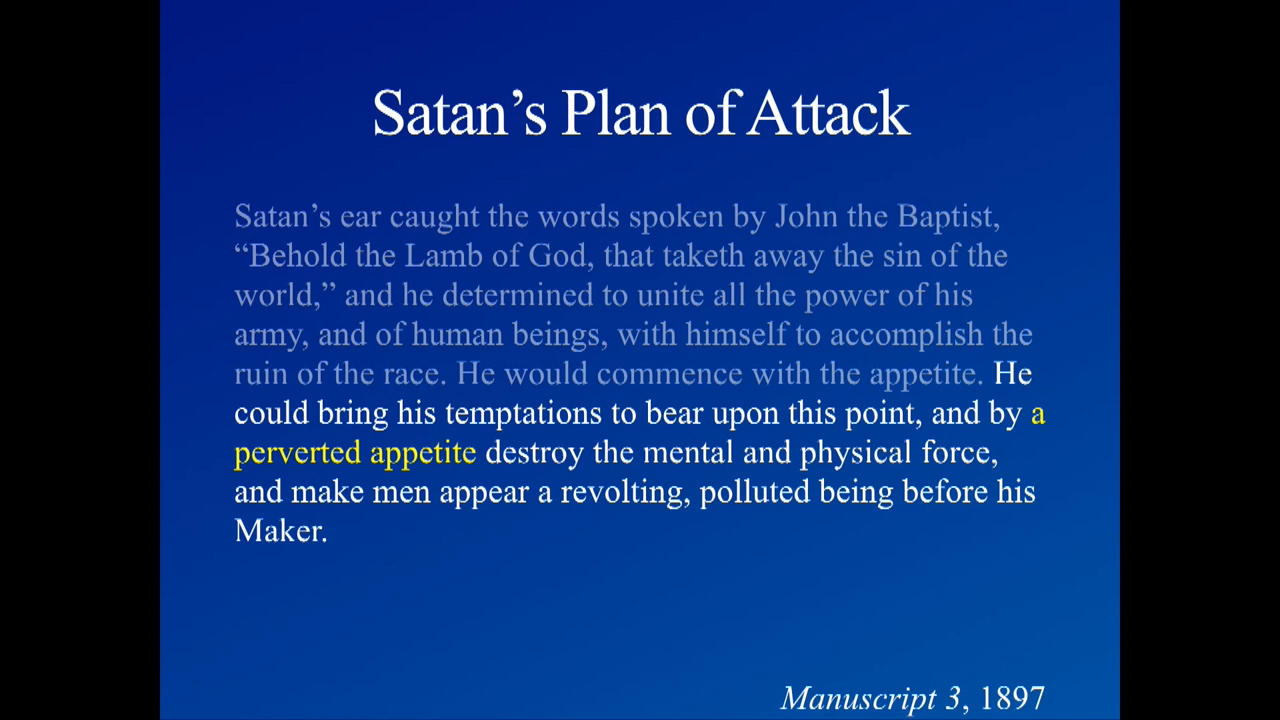 Satan’s Plan of Attack
Satan’s ear caught the words spoken by John the Baptist,
“Behold the Lamb of God, that taketh away the sin of the
world,” and he determined to unite all the power of his
army, and of human beings, with himself to accomplish the
ruin of the race. He would commence with the appetite. He
could bring his temptations to bear upon this point, and by a
perverted appetite destroy the mental and physical force,
and make men appear a revolting, polluted being before his
Maker.
Manuscript 3, 1897